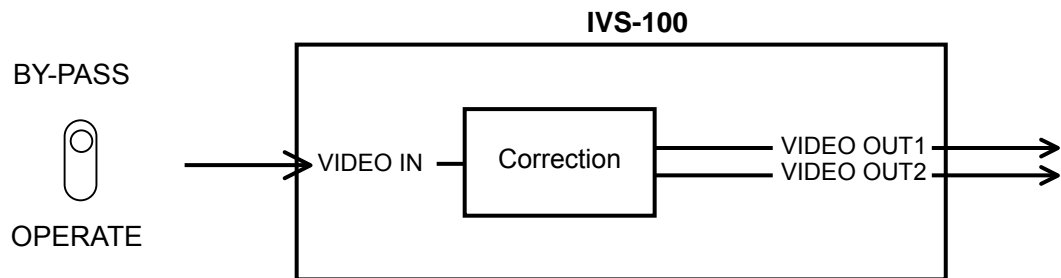 IVS-100
BY-PASS
OPERATE
VIDEO IN
Correction
VIDEO OUT1
VIDEO OUT2